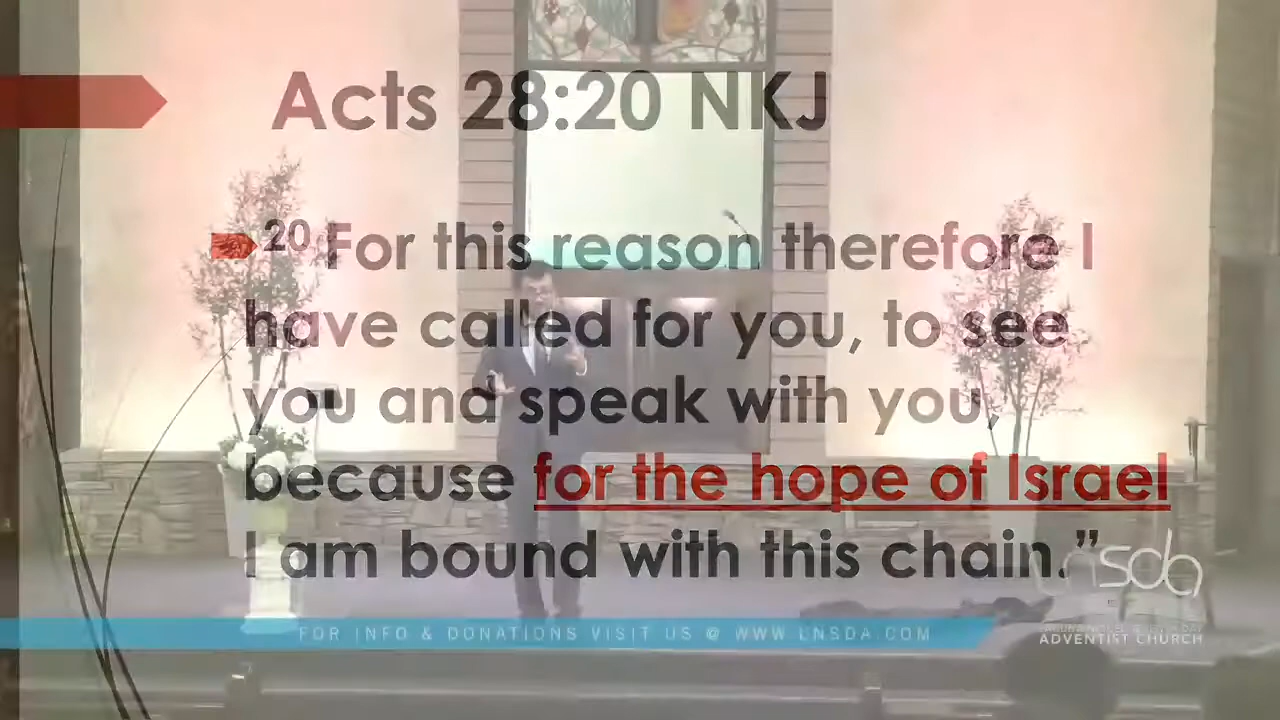 Acts 28:20 NKJ
20 For this reason therefore I
have called for you, to see
you and speak with you,
because for the hope of Israel
I am bound with this chain.”
lnsda
ADVENTIST CHURCH
FOR INFO & DONATIONS VISIT US @ WWW.LNSDA.COM